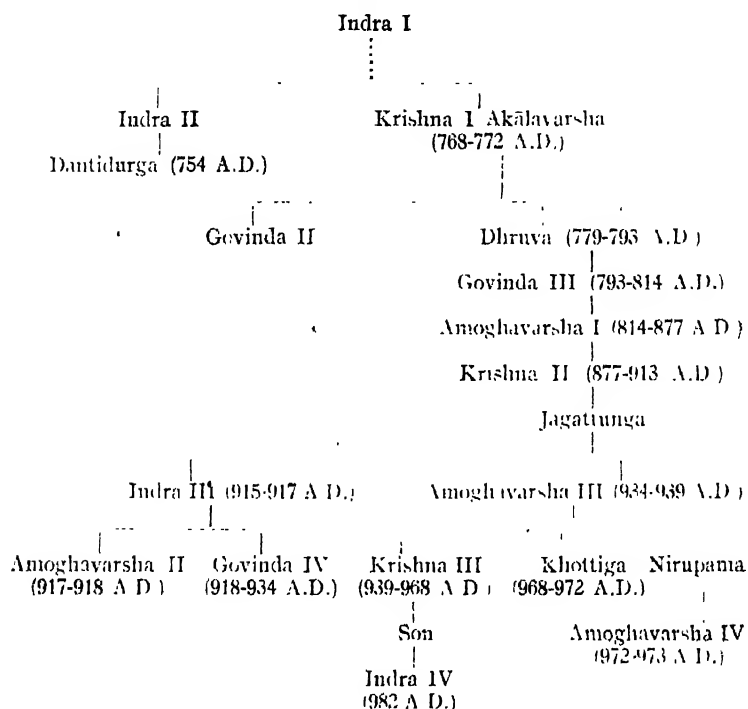 Indra I
Indra II Krishna I Akālavarsha
(768-772 A.D.)
Dantidurga (754 A.D.)
Govinda II Dhruva (779-793 A.D)
Govinda III (793-814 A.D.)
Amoghavarsha I (814-877 A D)
Krishna II (877-913 A.D)
Jagattunga
Indra III (915-917 A D.) Amoghavarsha III (934-939 A.D)
Amoghavarsha II Govinda IV Krishna III Khottiga Nirupama
(917-918 A D) (918-934 A.D.) (939-968 A D) (968-972 A.D.)
Son Amoghavarsha IV
(972-973 A D.)
Indra IV
(982 A D.)